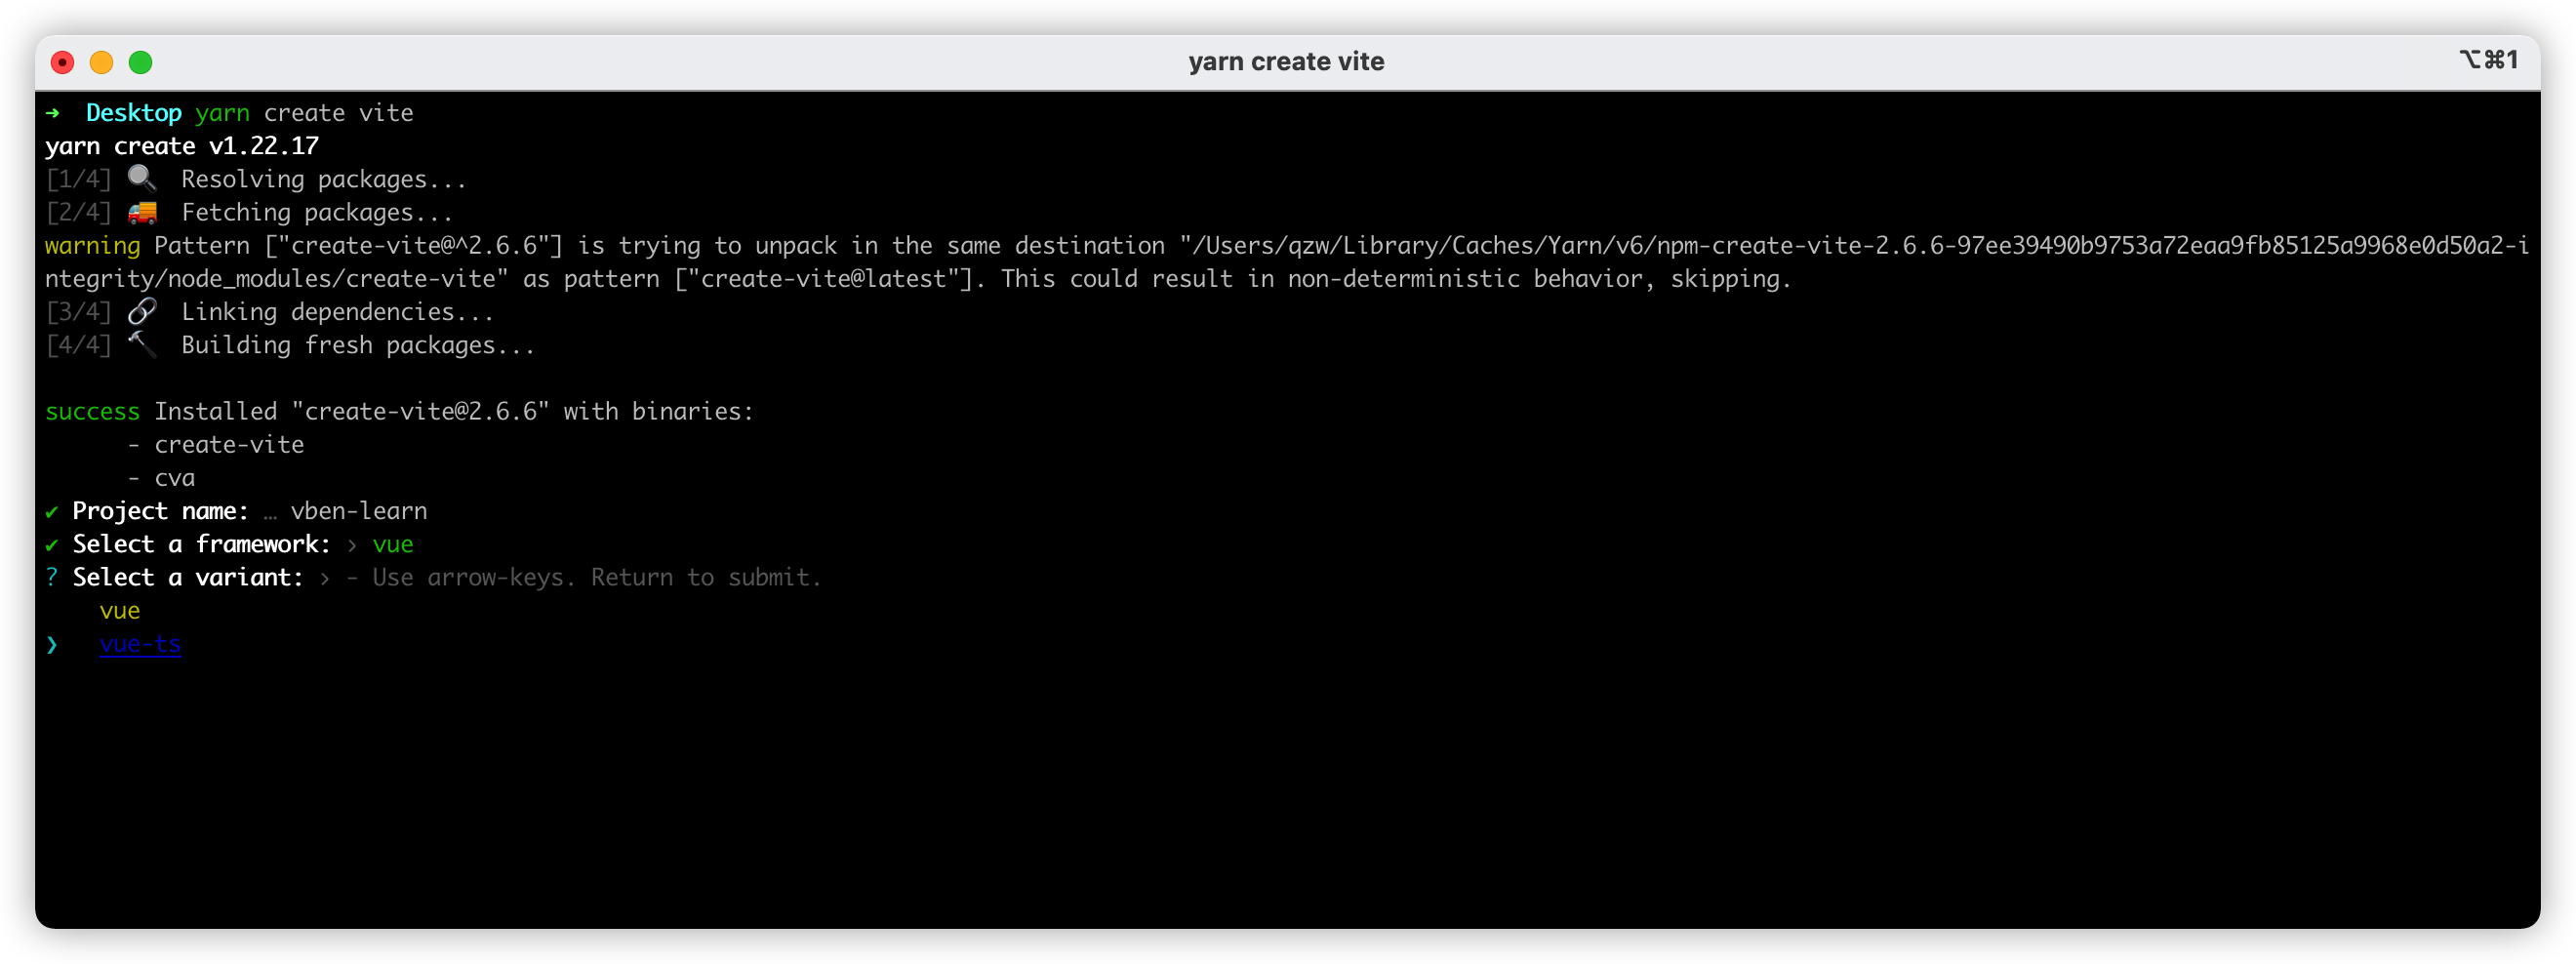 yarn create vite
⌥⌘1
➜  Desktop yarn create vite
yarn create v1.22.17
[1/4] 🔍  Resolving packages...
[2/4] 🚚  Fetching packages...
warning Pattern ["create-vite@^2.6.6"] is trying to unpack in the same destination "/Users/qzw/Library/Caches/Yarn/v6/npm-create-vite-2.6.6-97ee39490b9753a72eaa9fb85125a9968e0d50a2-i
ntegrity/node_modules/create-vite" as pattern ["create-vite@latest"]. This could result in non-deterministic behavior, skipping.
[3/4] 🔗  Linking dependencies...
[4/4] 🔨  Building fresh packages...
success Installed "create-vite@2.6.6" with binaries:
      - create-vite
      - cva
✔ Project name: … vben-learn
✔ Select a framework: › vue
? Select a variant: › - Use arrow-keys. Return to submit.
    vue
❯   vue-ts